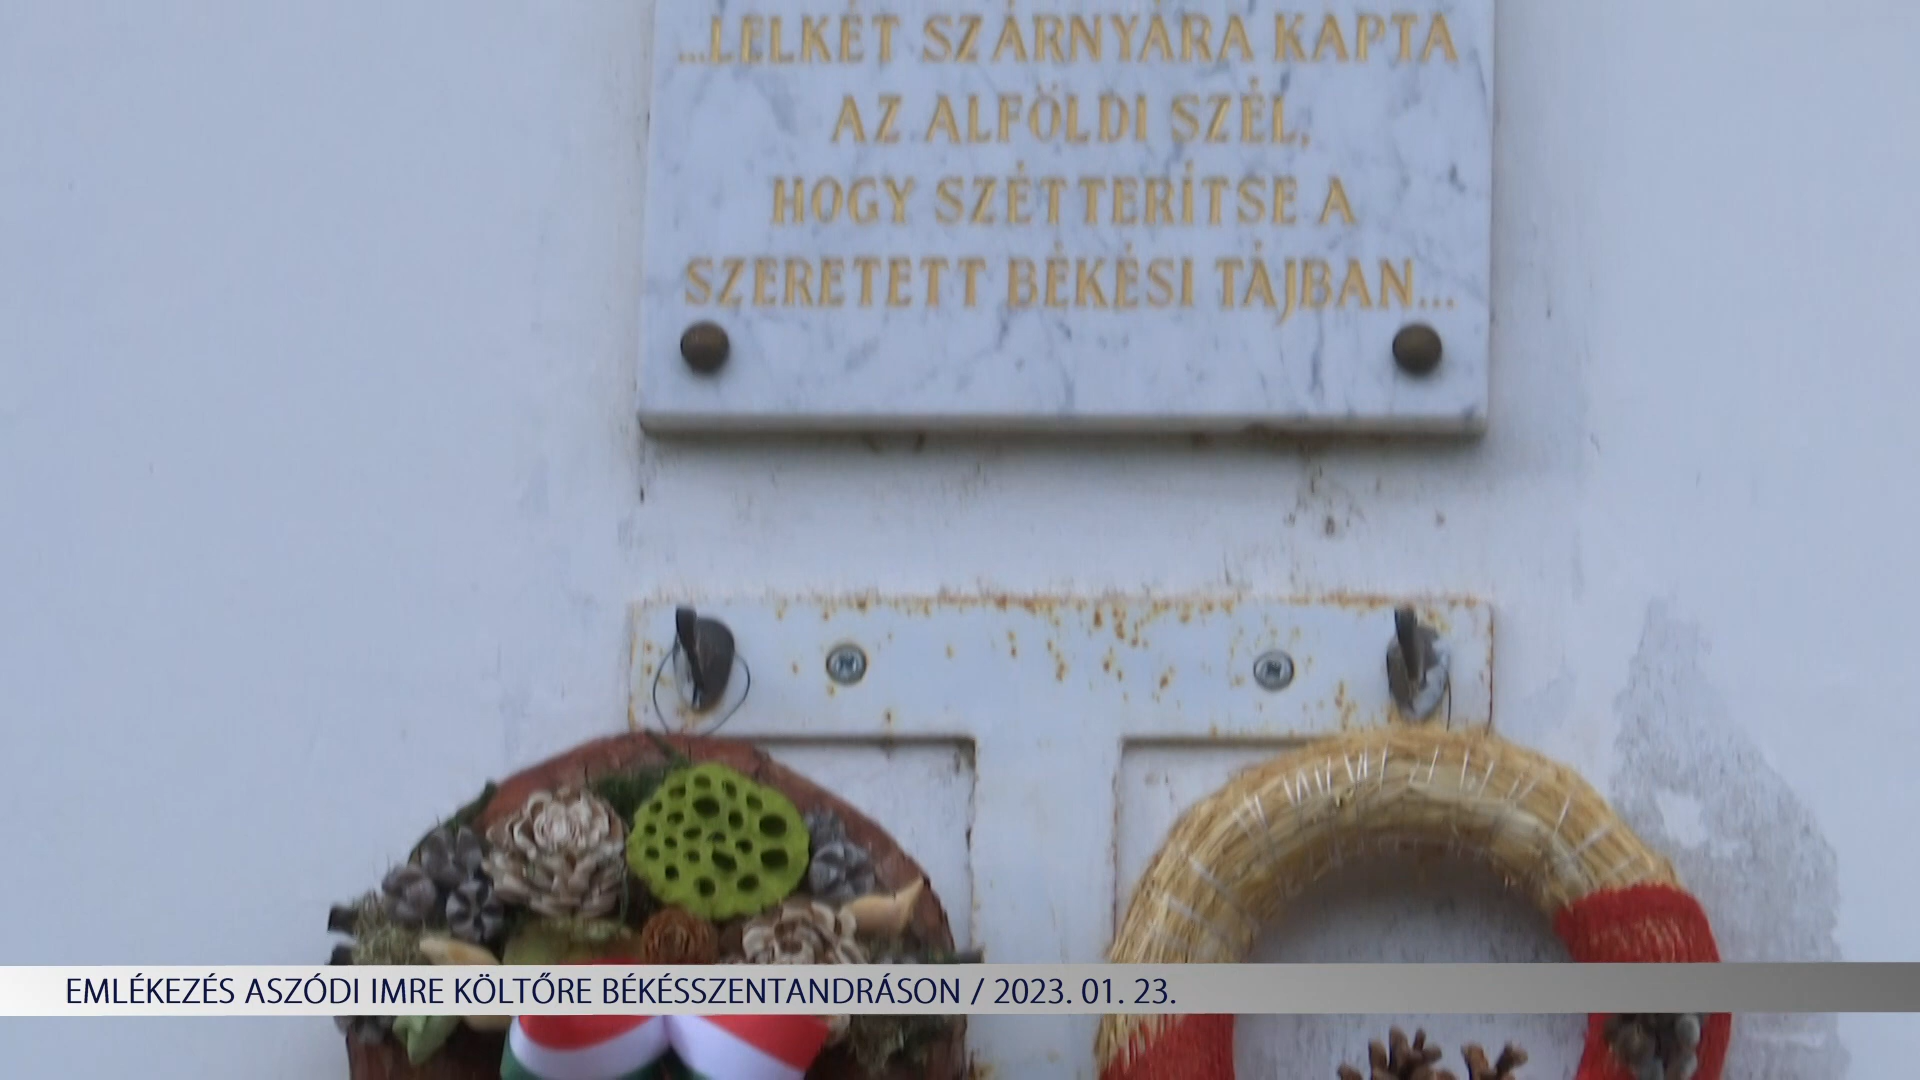 ...LELKÉT SZÁRNYÁRA KAPTA
AZ ALFÖLDI SZÉL,
HOGY SZÉTTERÍTSE A
SZERETETT BÉKÉSI TÁJBAN...
EMLÉKEZÉS ASZÓDI IMRE KÖLTŐRE BÉKÉSSZENTANDRÁSON / 2023. 01. 23.